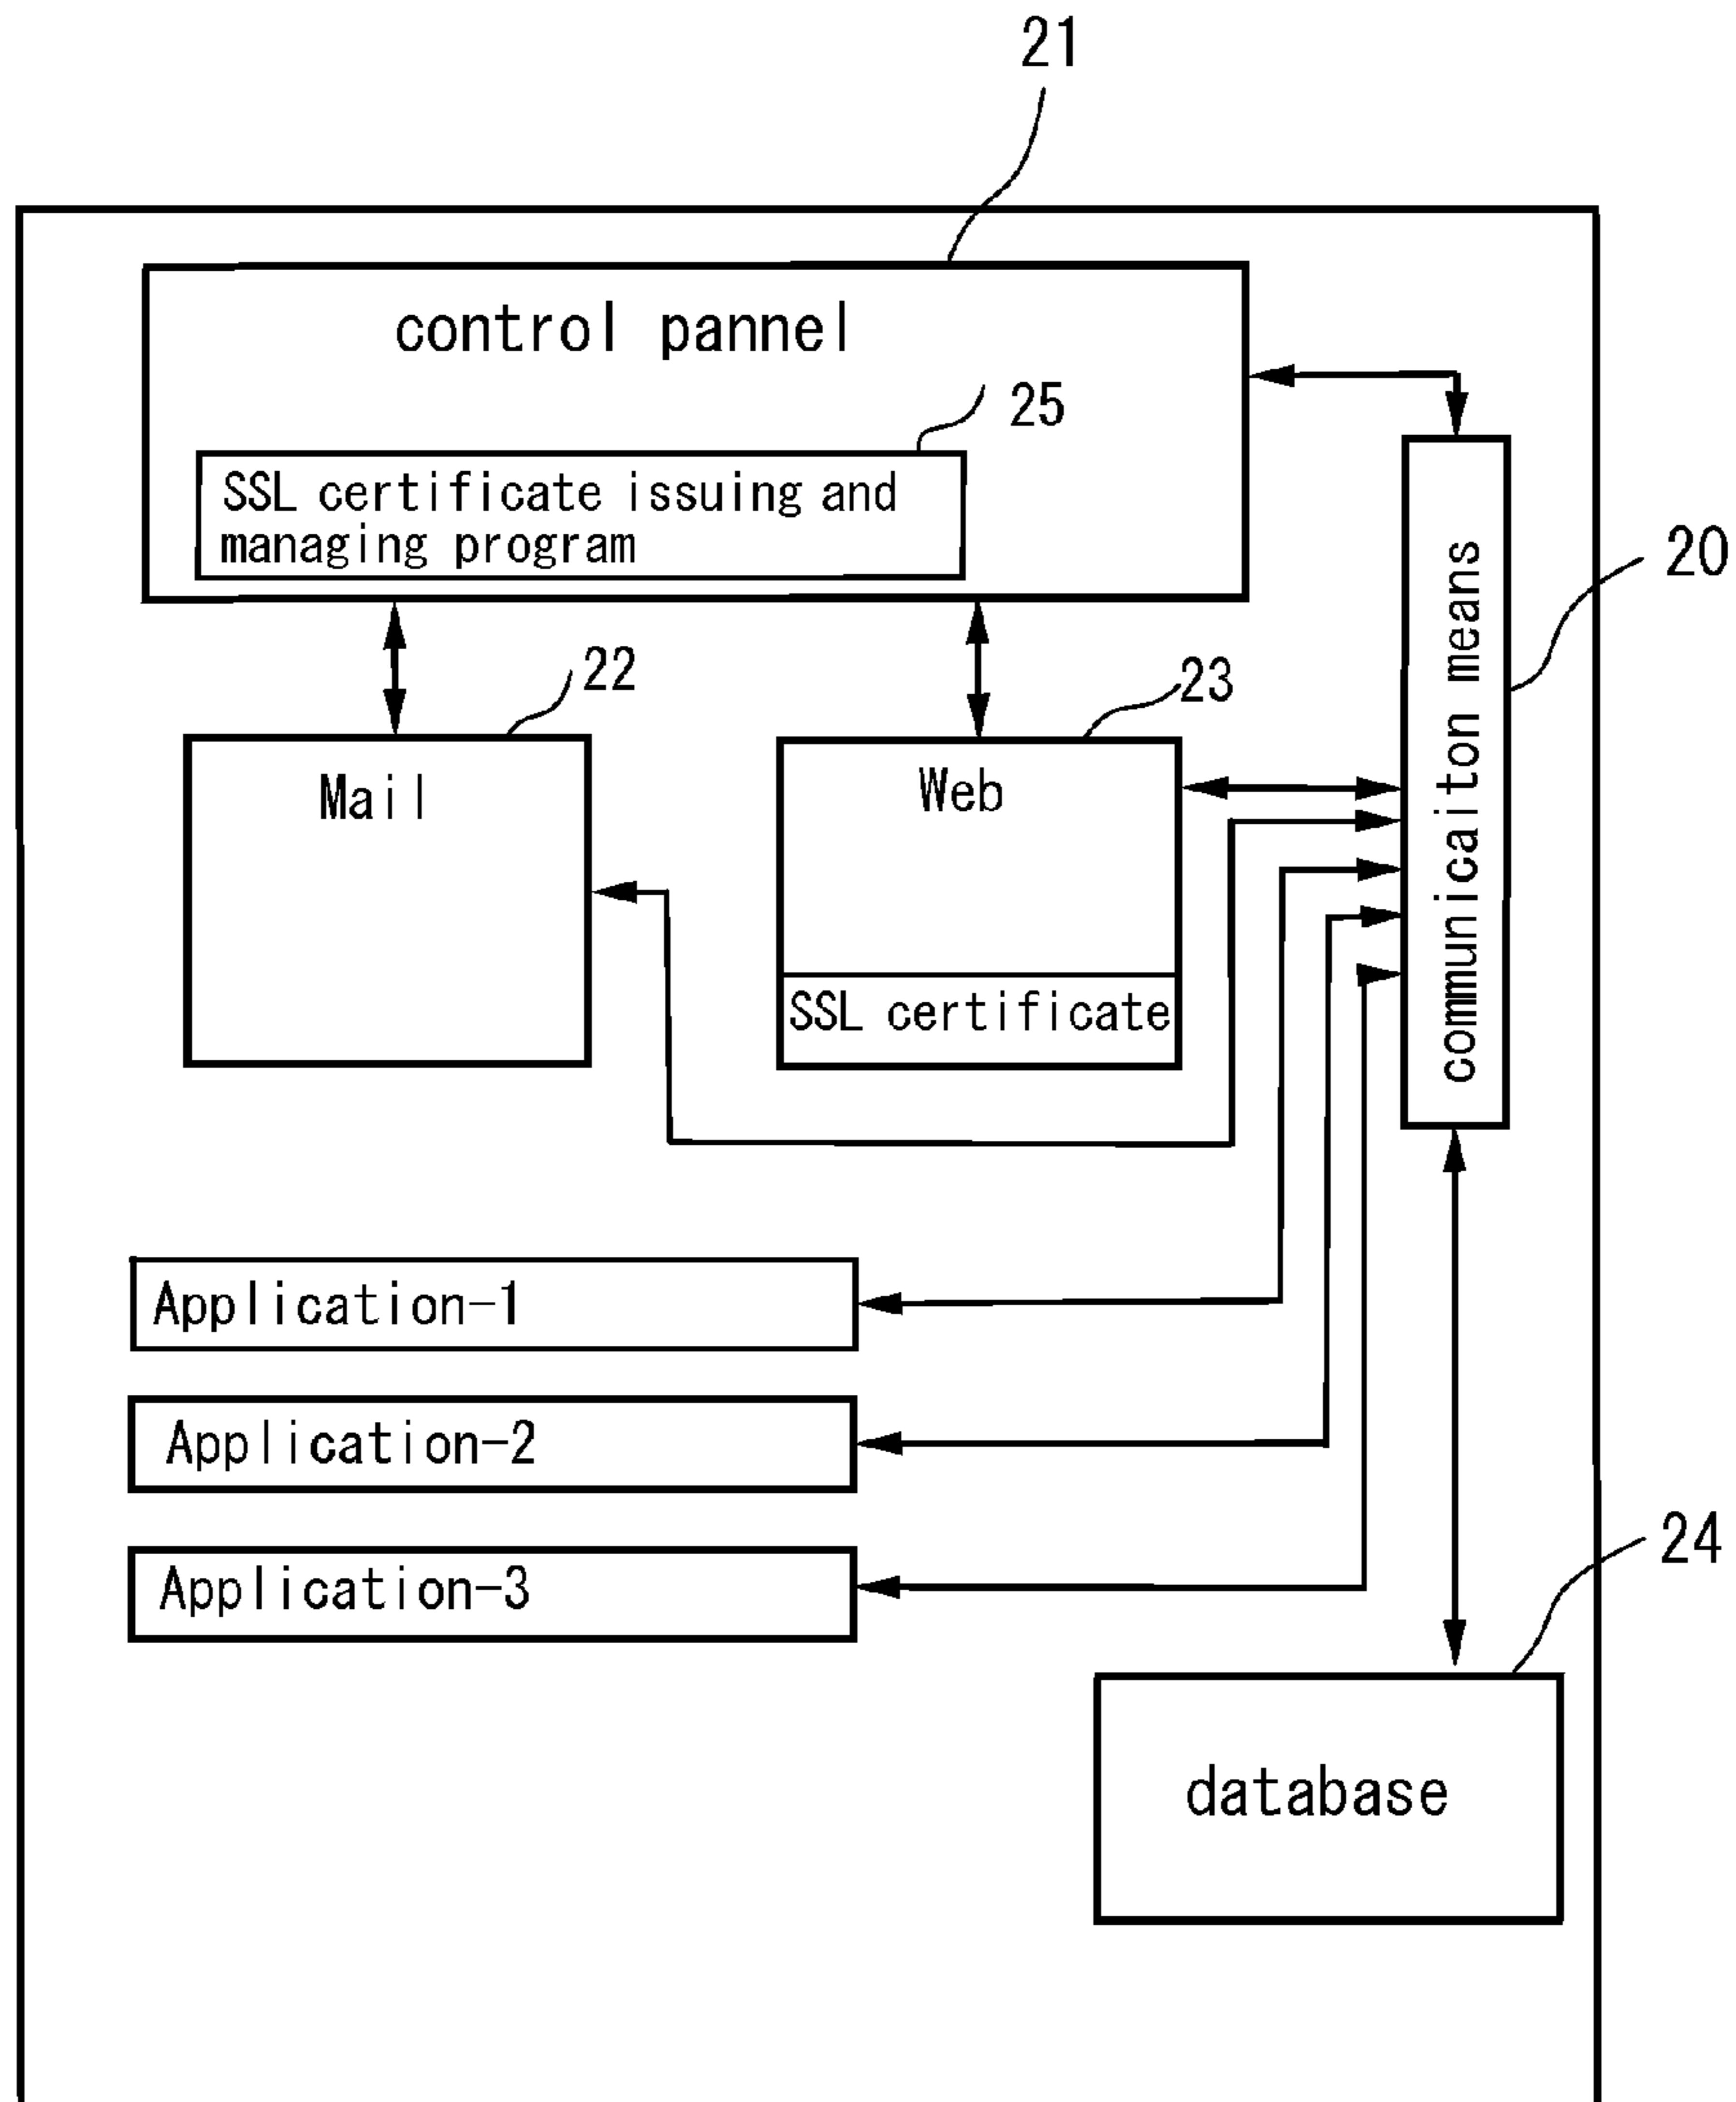 21
control pannel
25
SSL certificate issuing and
managing program
20
communicaiton means
22
23
Mail
Web
SSL certificate
Application-1
Application-2
Application-3
24
database